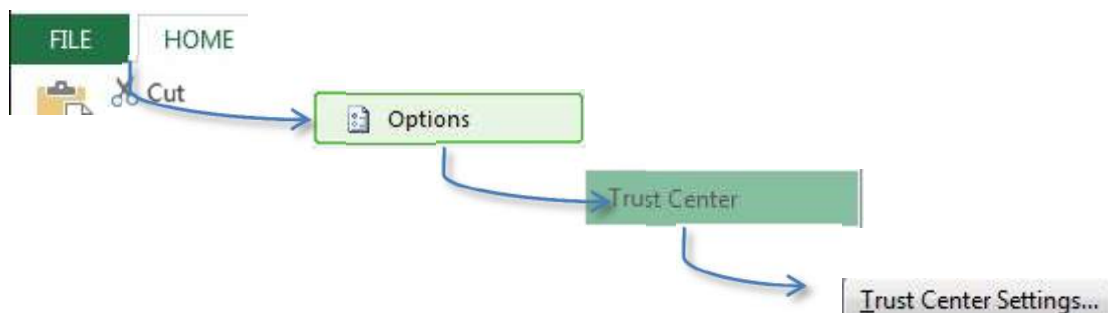 FILE HOME
Cut
Options
Trust Center
Trust Center Settings...